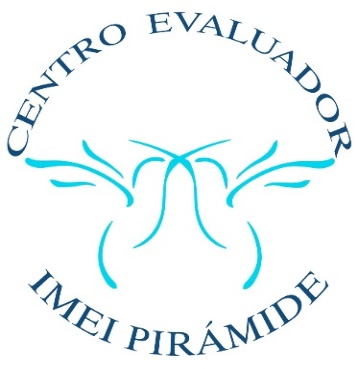 CENTRO EVALUADOR
IMEI PIRÁMIDE